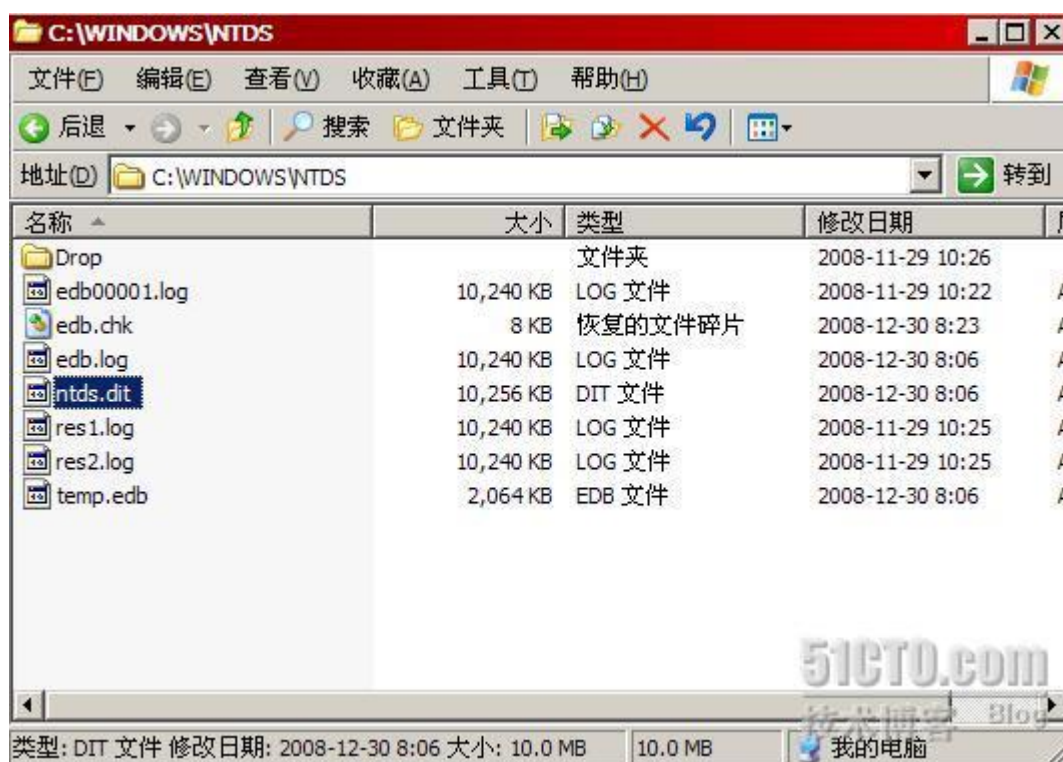 C:\WINDOWS\NTDS
文件(F) 编辑(E) 查看(V) 收藏(A) 工具(T) 帮助(H)
后退 搜索 文件夹
地址(D) C:\WINDOWS\NTDS 转到
名称 大小 类型 修改日期
Drop 文件夹 2008-11-29 10:26
edb00001.log 10,240 KB LOG 文件 2008-11-29 10:22
edb.chk 8 KB 恢复的文件碎片 2008-12-30 8:23
edb.log 10,240 KB LOG 文件 2008-12-30 8:06
ntds.dit 10,256 KB DIT 文件 2008-12-30 8:06
res1.log 10,240 KB LOG 文件 2008-11-29 10:25
res2.log 10,240 KB LOG 文件 2008-11-29 10:25
temp.edb 2,064 KB EDB 文件 2008-12-30 8:06
51CTO.com
技术博客 Blog
类型: DIT 文件 修改日期: 2008-12-30 8:06 大小: 10.0 MB 10.0 MB 我的电脑